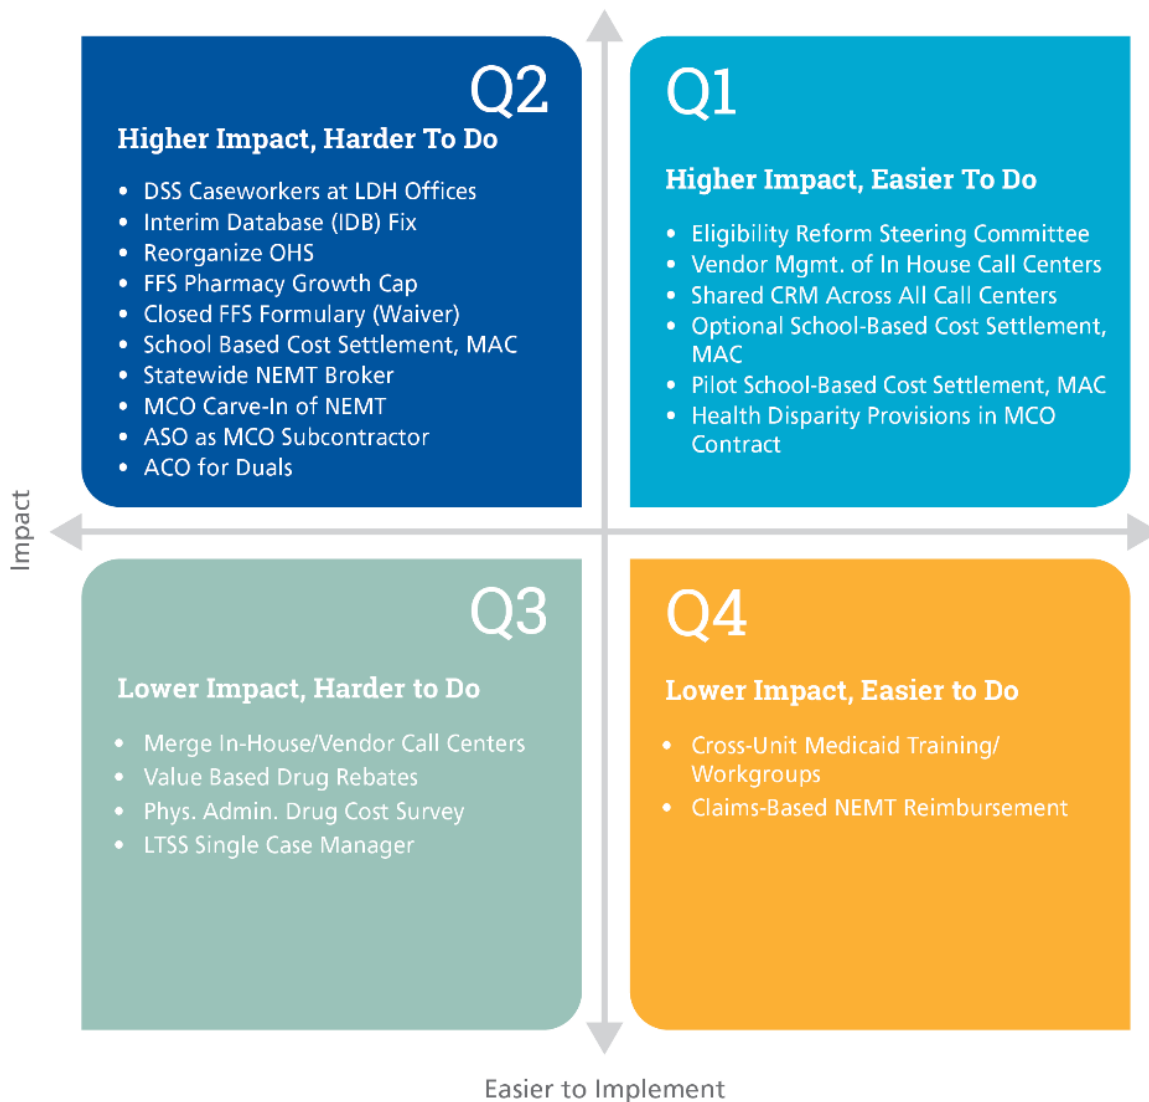 Q2
Higher Impact, Harder To Do
• DSS Caseworkers at LDH Offices
• Interim Database (IDB) Fix
• Reorganize OHS
• FFS Pharmacy Growth Cap
• Closed FFS Formulary (Waiver)
• School Based Cost Settlement, MAC
• Statewide NEMT Broker
• MCO Carve-In of NEMT
• ASO as MCO Subcontractor
• ACO for Duals
Q1
Higher Impact, Easier To Do
• Eligibility Reform Steering Committee
• Vendor Mgmt. of In House Call Centers
• Shared CRM Across All Call Centers
• Optional School-Based Cost Settlement,
MAC
• Pilot School-Based Cost Settlement, MAC
• Health Disparity Provisions in MCO
Contract
Impact
Q3
Lower Impact, Harder to Do
• Merge In-House/Vendor Call Centers
• Value Based Drug Rebates
• Phys. Admin. Drug Cost Survey
• LTSS Single Case Manager
Q4
Lower Impact, Easier to Do
• Cross-Unit Medicaid Training/
Workgroups
• Claims-Based NEMT Reimbursement
Easier to Implement